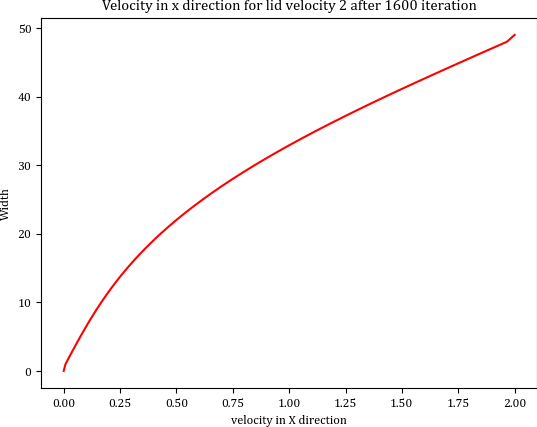 Velocity in x direction for lid velocity 2 after 1600 iteration
50
40
30
20
10
0
Width
0.00 0.25 0.50 0.75 1.00 1.25 1.50 1.75 2.00
velocity in X direction